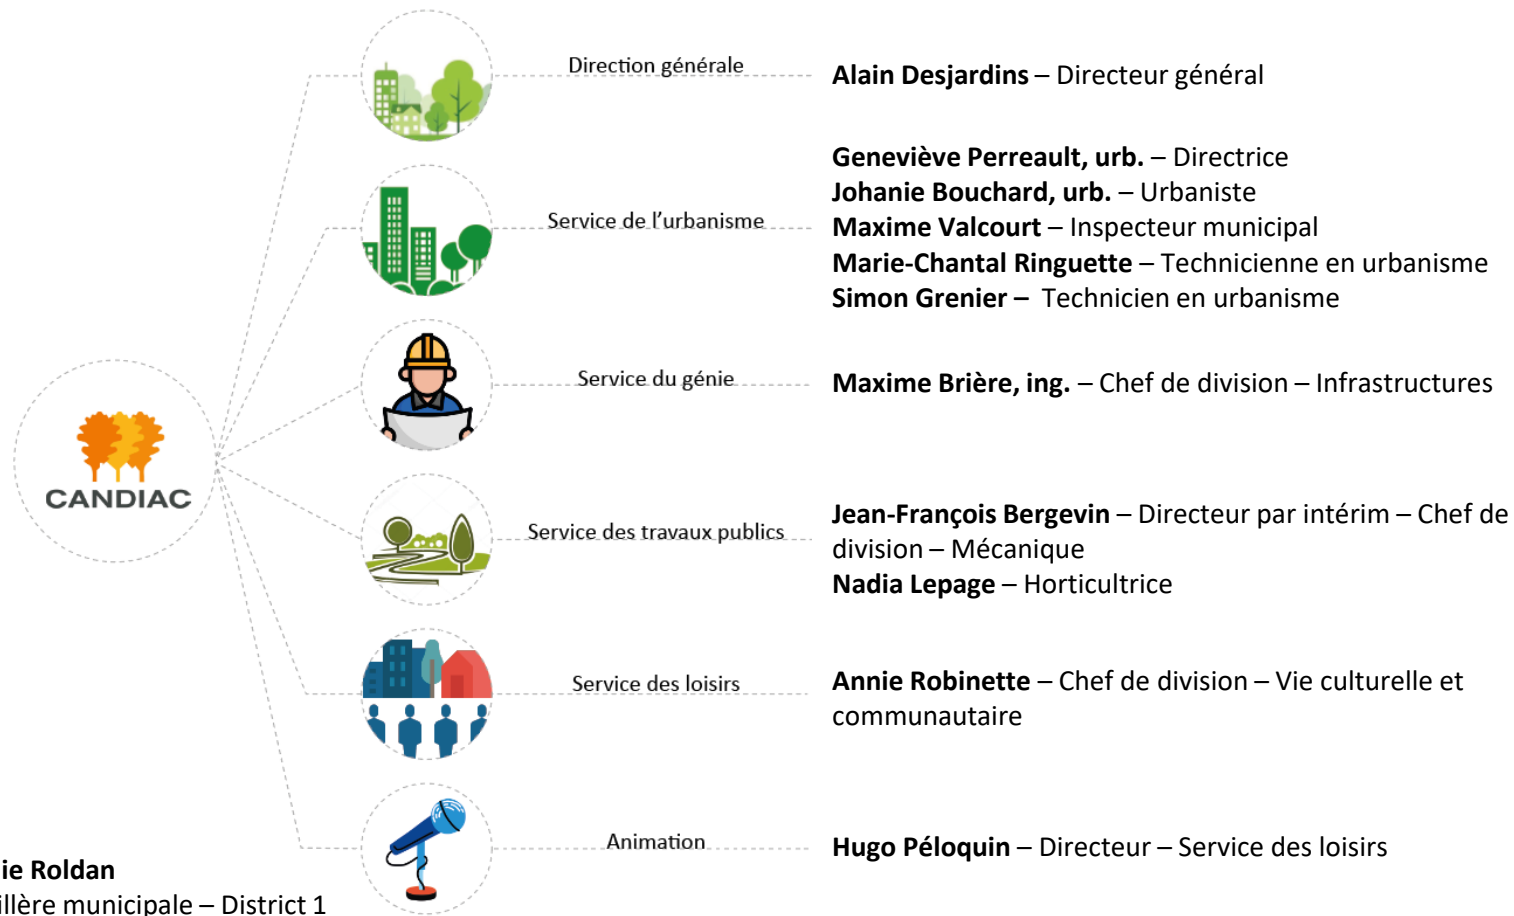 Direction générale
Alain Desjardins – Directeur général
Geneviève Perreault, urb. – Directrice
Johanie Bouchard, urb. – Urbaniste
Service de l’urbanisme
Maxime Valcourt – Inspecteur municipal
Marie-Chantal Ringuette – Technicienne en urbanisme
Simon Grenier – Technicien en urbanisme
Service du génie
Maxime Brière, ing. – Chef de division – Infrastructures
CANDIAC
Service des travaux publics
Jean-François Bergevin – Directeur par intérim – Chef de
division – Mécanique
Nadia Lepage – Horticultrice
Service des loisirs
Annie Robinette – Chef de division – Vie culturelle et
communautaire
Animation
Hugo Péloquin – Directeur – Service des loisirs
Roldan
municipale – District 1